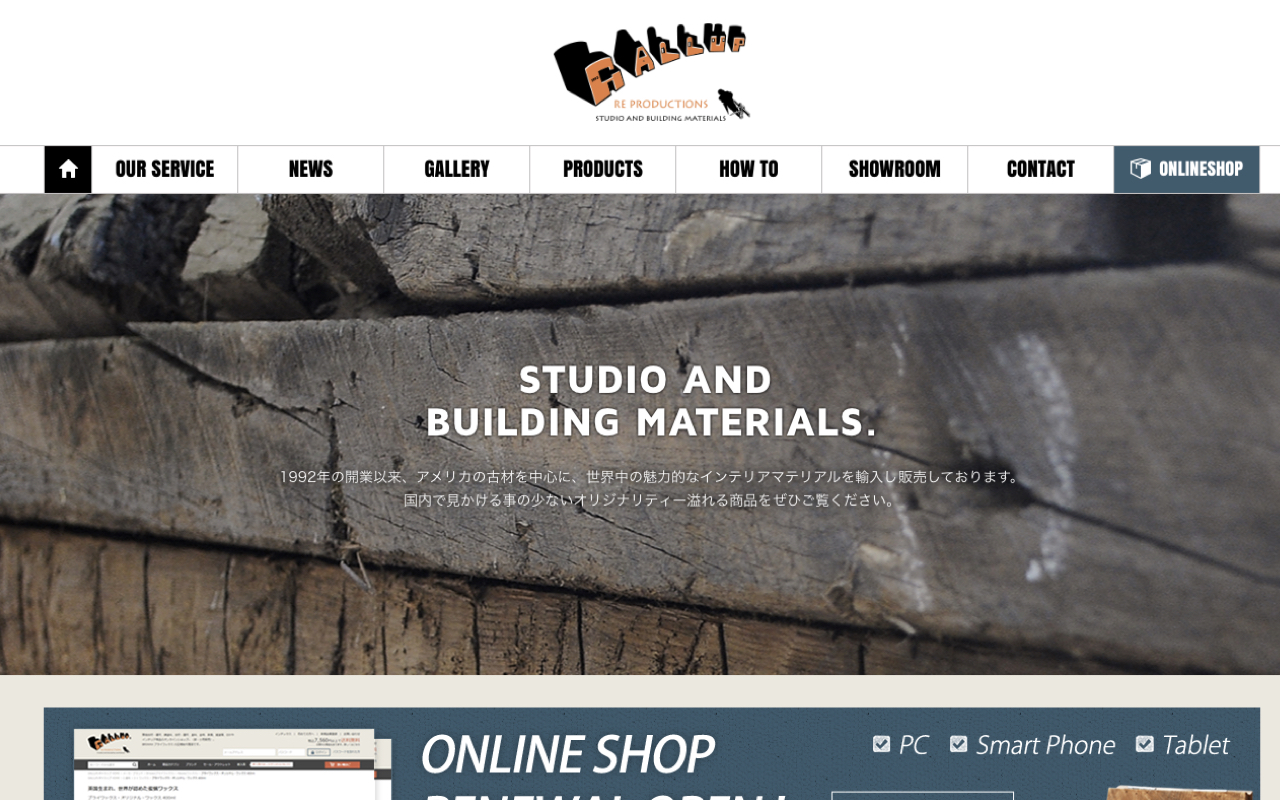 GALLUP
RE PRODUCTIONS
STUDIO AND BUILDING MATERIALS
OUR SERVICE
NEWS
GALLERY
PRODUCTS
HOW TO
SHOWROOM
CONTACT
ONLINESHOP
STUDIO AND
BUILDING MATERIALS.
1992年の開業以来、アメリカの古材を中心に、世界中の魅力的なインテリアマテリアルを輸入し販売しております。
国内で見かける事の少ないオリジナリティー溢れる商品をぜひご覧ください。
ONLINE SHOP
PC
Smart Phone
Tablet
RENEWAL OPEN!